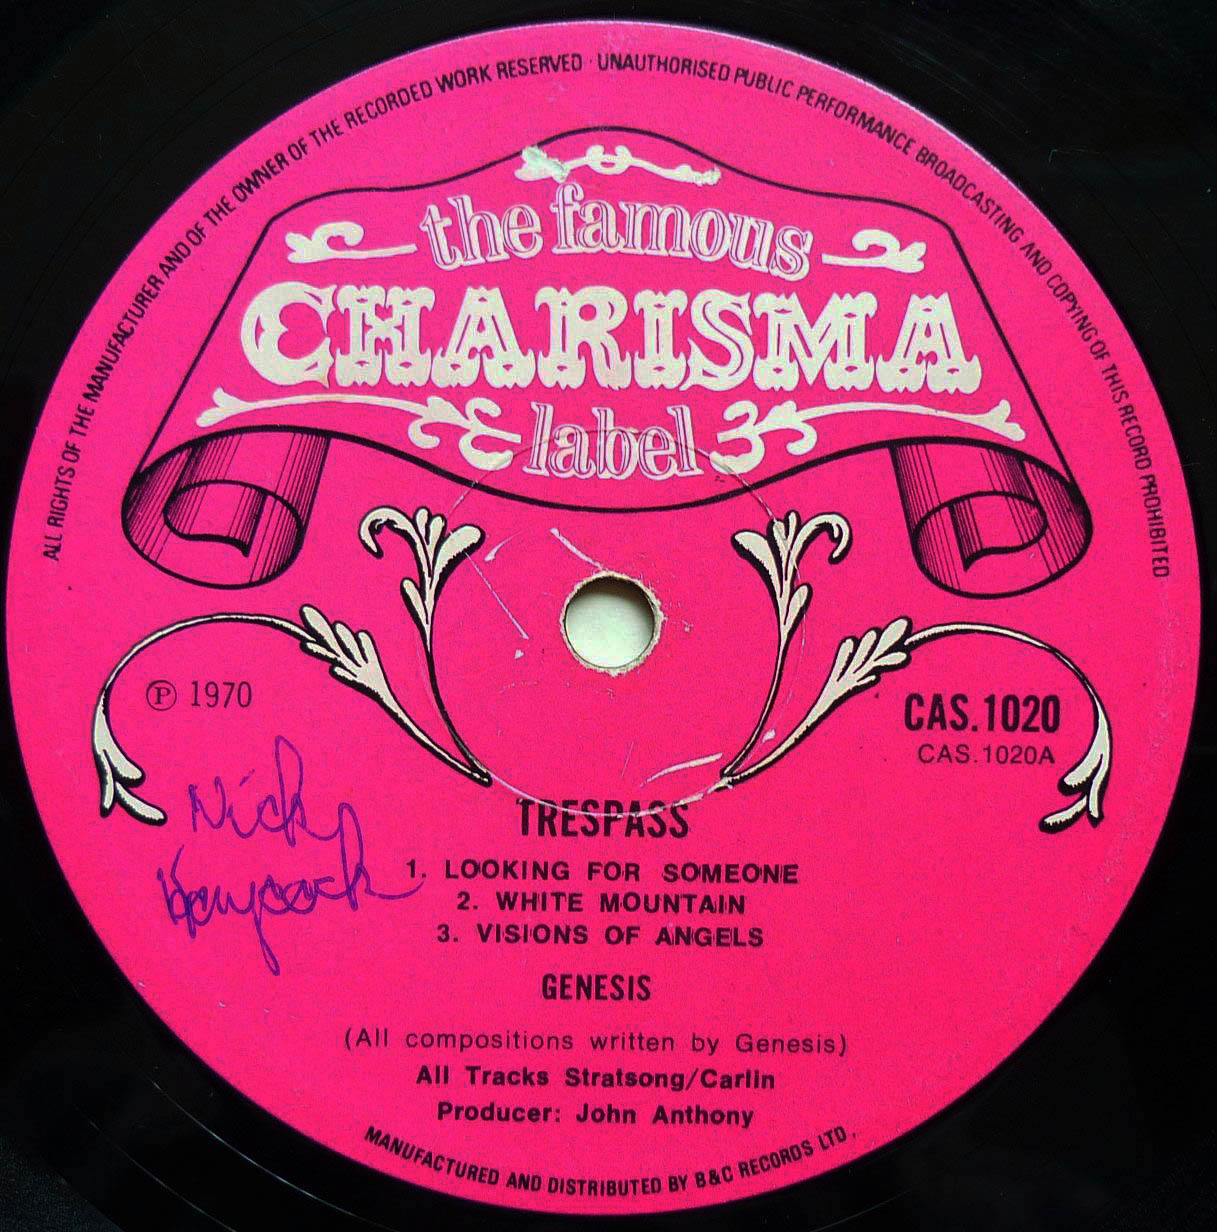 ALL RIGHTS OF THE MANUFACTURER AND OF THE OWNER OF THE RECORDED WORK RESERVED · UNAUTHORISED PUBLIC PERFORMANCE BROADCASTING AND COPYING OF THIS RECORD PROHIBITED
the famous
CHARISMA
label
℗ 1970
CAS.1020
CAS.1020A
Nick
Haycock
TRESPASS
1. LOOKING FOR SOMEONE
2. WHITE MOUNTAIN
3. VISIONS OF ANGELS
GENESIS
(All compositions written by Genesis)
All Tracks Stratsong/Carlin
Producer: John Anthony
MANUFACTURED AND DISTRIBUTED BY B&C RECORDS LTD.